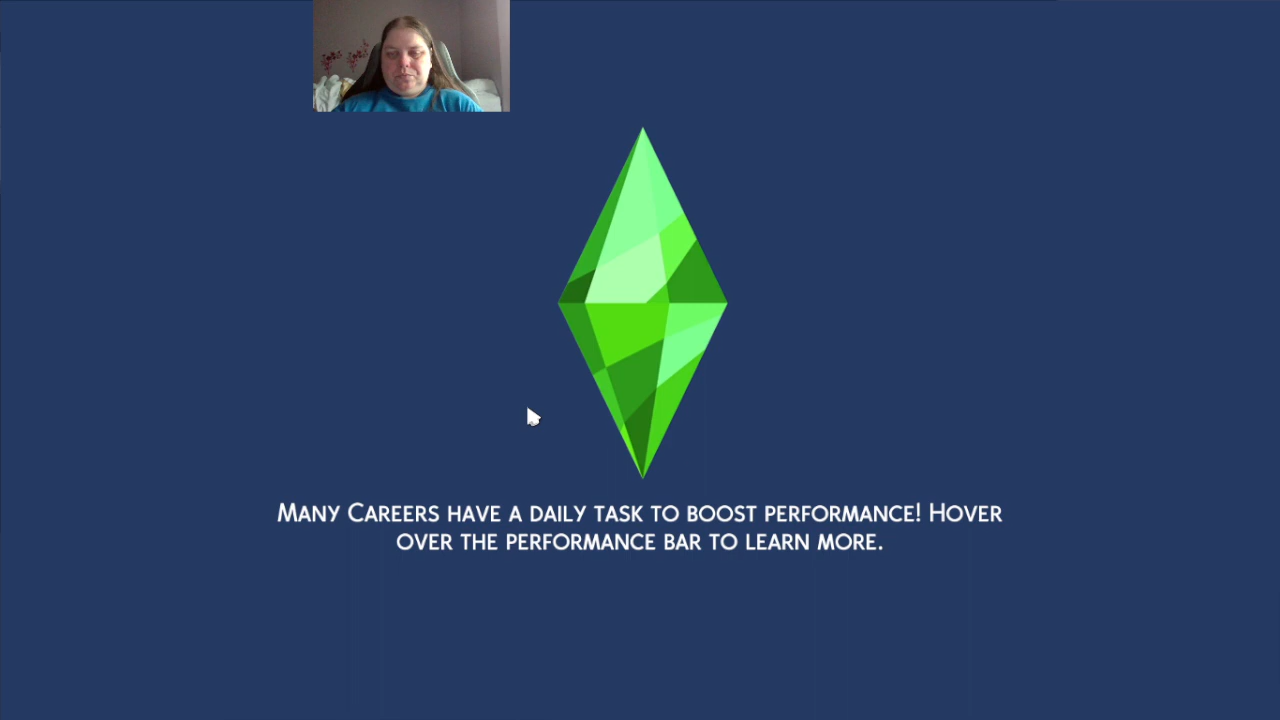 Many Careers have a daily task to boost performance! Hover
over the performance bar to learn more.